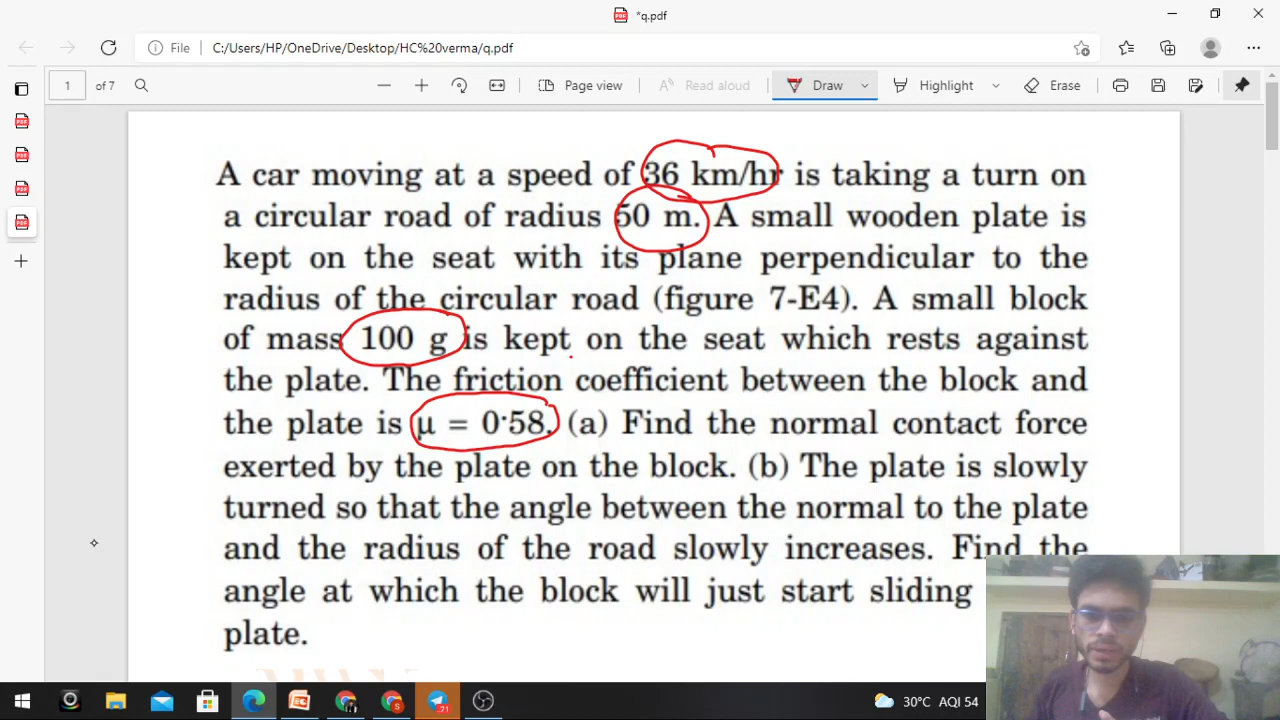 *q.pdf
File C:/Users/HP/OneDrive/Desktop/HC%20verma/q.pdf
1 of 7 Page view Read aloud Draw Highlight Erase
A car moving at a speed of 36 km/hr is taking a turn on
a circular road of radius 50 m. A small wooden plate is
kept on the seat with its plane perpendicular to the
radius of the circular road (figure 7-E4). A small block
of mass 100 g is kept on the seat which rests against
the plate. The friction coefficient between the block and
the plate is μ = 0·58. (a) Find the normal contact force
exerted by the plate on the block. (b) The plate is slowly
turned so that the angle between the normal to the plate
and the radius of the road slowly increases. Find the
angle at which the block will just start sliding
plate.
30°C AQI 54